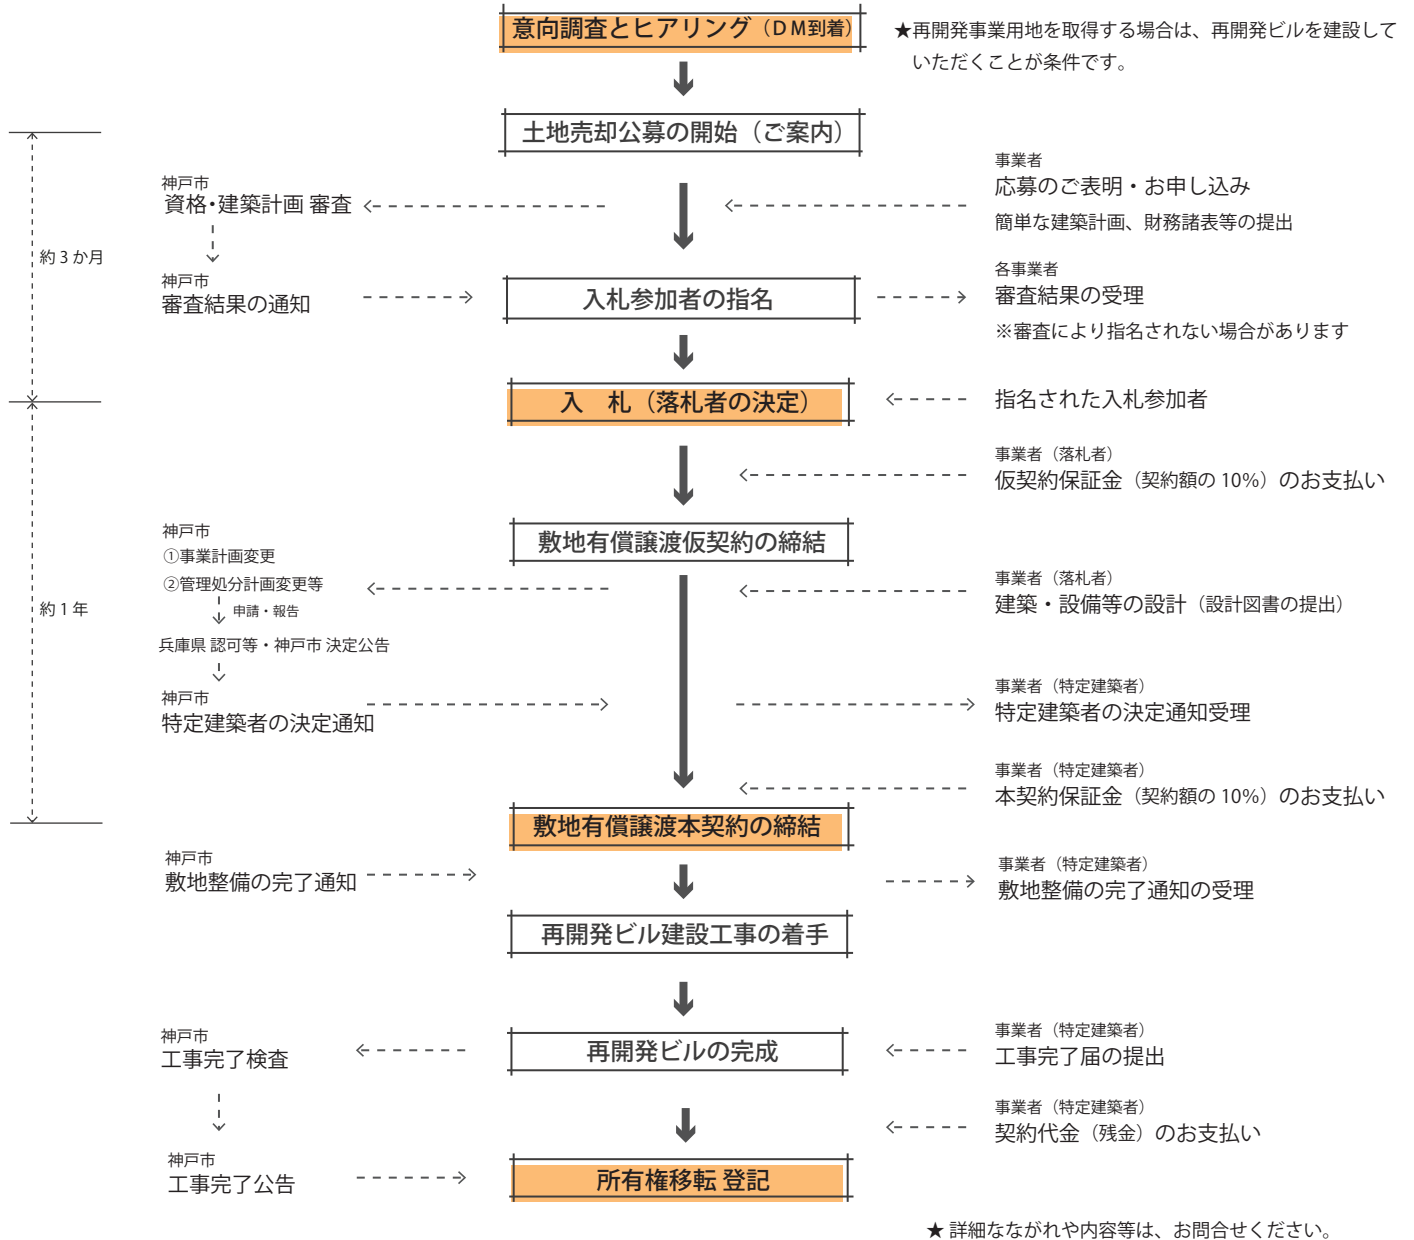 意向調査とヒアリング（ＤＭ到着）
★再開発事業用地を取得する場合は、再開発ビルを建設して
いただくことが条件です。
土地売却公募の開始（ご案内）
事業者
応募のご表明・お申し込み
簡単な建築計画、財務諸表等の提出
神戸市
資格・建築計画 審査
約 3 か月
神戸市
審査結果の通知
入札参加者の指名
各事業者
審査結果の受理
※審査により指名されない場合があります
入　札（落札者の決定）
指名された入札参加者
事業者（落札者）
仮契約保証金（契約額の 10%）のお支払い
敷地有償譲渡仮契約の締結
神戸市
①事業計画変更
②管理処分計画変更等
申請・報告
兵庫県 認可等・神戸市 決定公告
約 1 年
事業者（落札者）
建築・設備等の設計（設計図書の提出）
神戸市
特定建築者の決定通知
事業者（特定建築者）
特定建築者の決定通知受理
事業者（特定建築者）
本契約保証金（契約額の 10%）のお支払い
敷地有償譲渡本契約の締結
神戸市
敷地整備の完了通知
事業者（特定建築者）
敷地整備の完了通知の受理
再開発ビル建設工事の着手
神戸市
工事完了検査
再開発ビルの完成
事業者（特定建築者）
工事完了届の提出
事業者（特定建築者）
契約代金（残金）のお支払い
神戸市
工事完了公告
所有権移転 登記
★ 詳細なながれや内容等は、お問合せください。